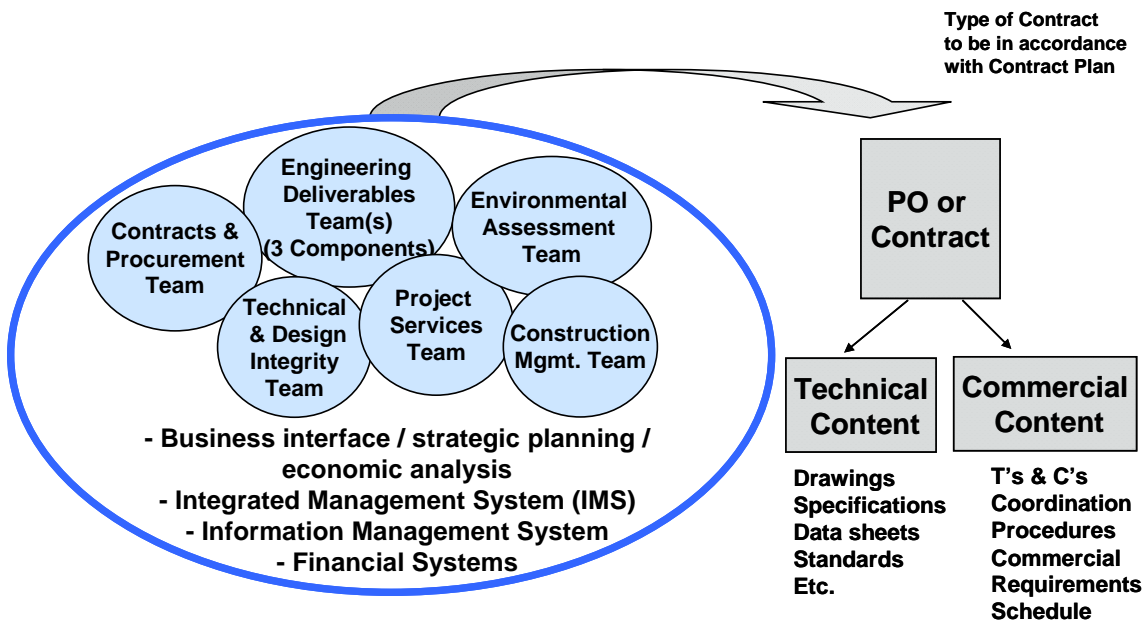 Type of Contract
to be in accordance
with Contract Plan
Engineering
Deliverables
Team(s)
(3 Components)
Environmental
Assessment
Team
Contracts &
Procurement
Team
Technical
& Design
Integrity
Team
Project
Services
Team
Construction
Mgmt. Team
- Business interface / strategic planning /
economic analysis
- Integrated Management System (IMS)
- Information Management System
- Financial Systems
PO or
Contract
Technical
Content
Commercial
Content
Drawings
Specifications
Data sheets
Standards
Etc.
T's & C's
Coordination
Procedures
Commercial
Requirements
Schedule